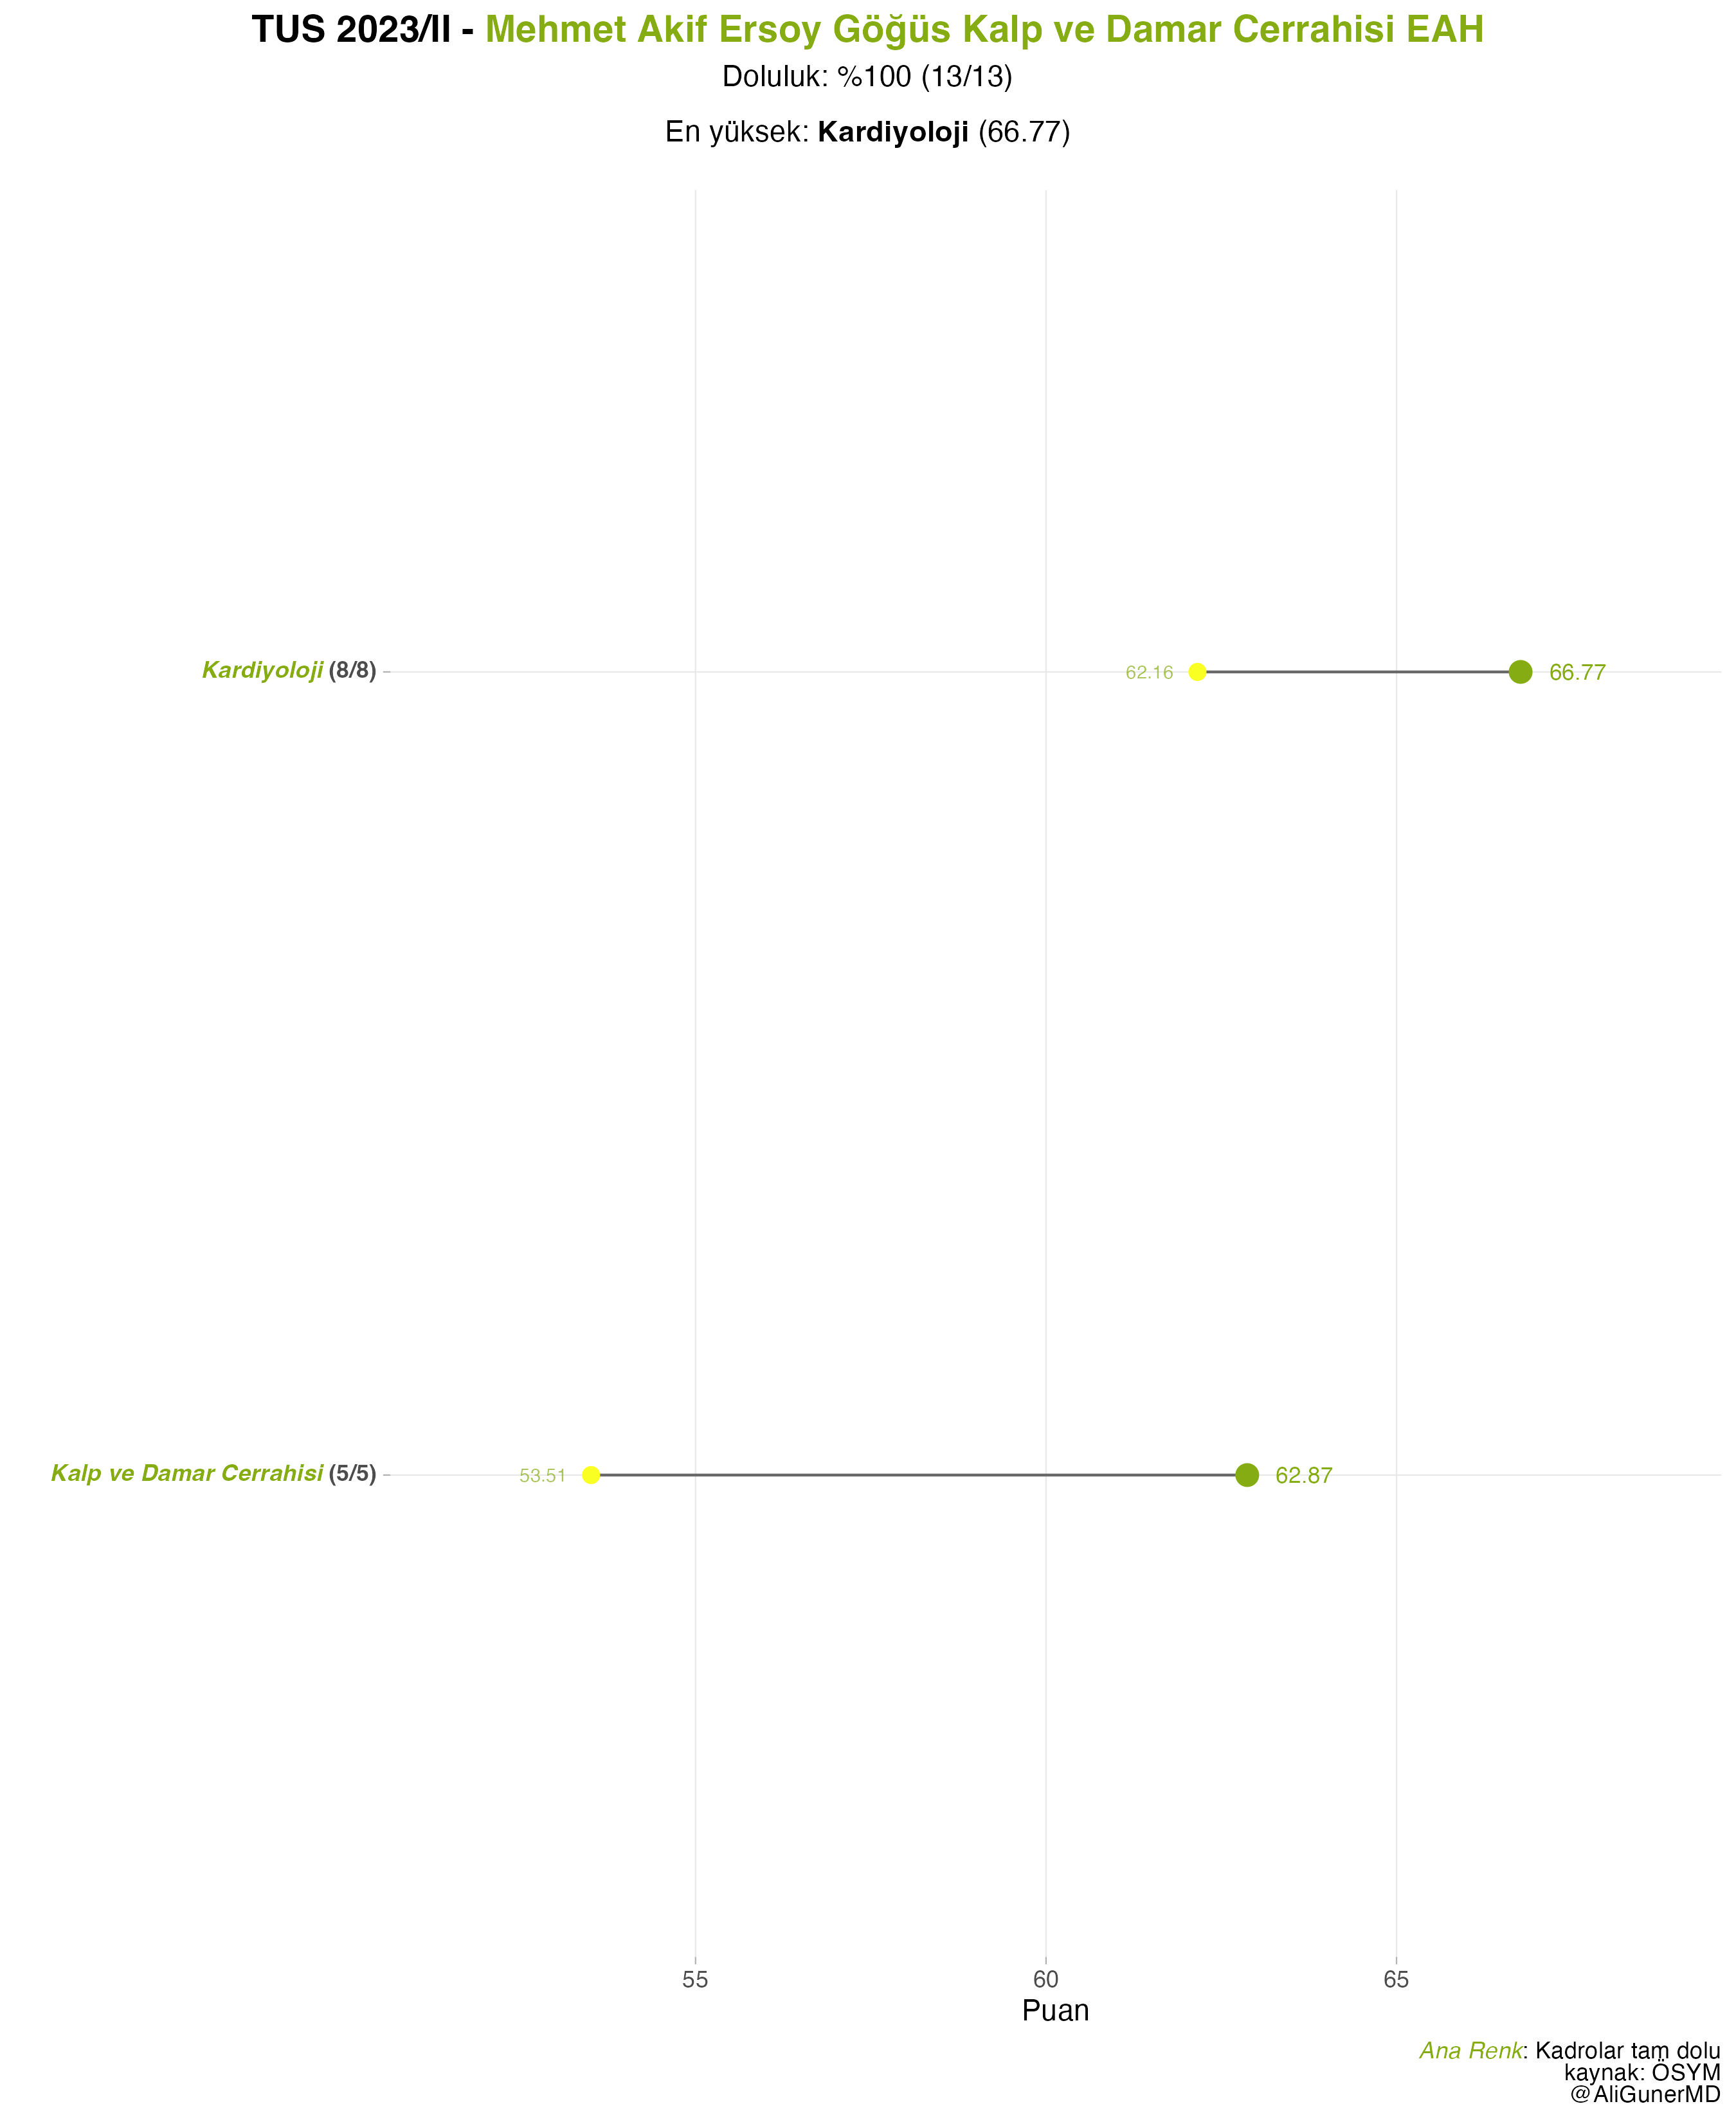 TUS 2023/II - Mehmet Akif Ersoy Göğüs Kalp ve Damar Cerrahisi EAH
Doluluk: %100 (13/13)
En yüksek: Kardiyoloji (66.77)
Kardiyoloji (8/8)
62.16
66.77
Kalp ve Damar Cerrahisi (5/5)
53.51
62.87
55
60
65
Puan
Ana Renk: Kadrolar tam dolu
kaynak: ÖSYM
@AliGunerMD